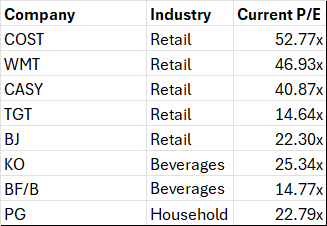 Company Industry Current P/E
COST Retail 52.77x
WMT Retail 46.93x
CASY Retail 40.87x
TGT Retail 14.64x
BJ Retail 22.30x
KO Beverages 25.34x
BF/B Beverages 14.77x
PG Household 22.79x